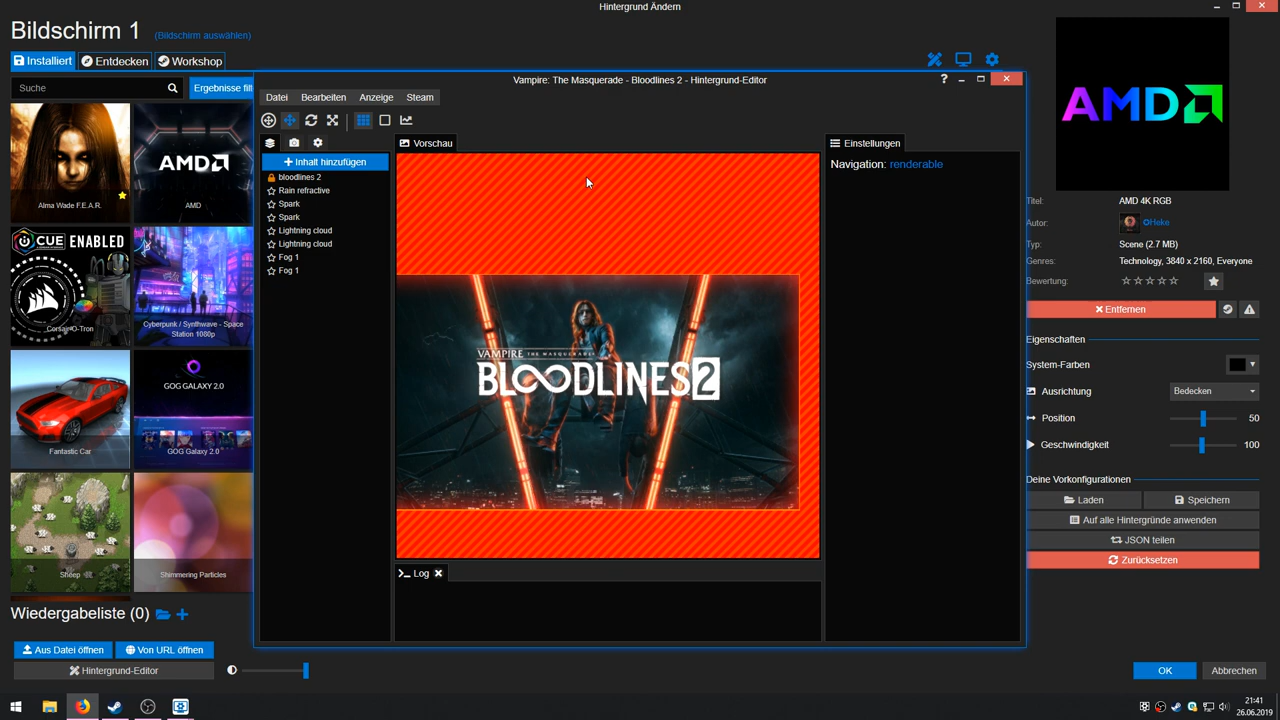 Hintergrund Ändern
Bildschirm 1 (Bildschirm auswählen)
Installiert
Entdecken
Workshop
Suche
Ergebnisse filt
Alma Wade F.E.A.R.
AMD
AMD
CUE ENABLED
Corsair-O-Tron
Cyberpunk / Synthwave - Space
Station 1080p
Fantastic Car
GOG GALAXY 2.0
GOG Galaxy 2.0
Sheep
Shimmering Particles
Wiedergabeliste (0)
Aus Datei öffnen
Von URL öffnen
Hintergrund-Editor
Vampire: The Masquerade - Bloodlines 2 - Hintergrund-Editor
?
Datei
Bearbeiten
Anzeige
Steam
Inhalt hinzufügen
bloodlines 2
Rain refractive
Spark
Spark
Lightning cloud
Lightning cloud
Fog 1
Fog 1
Vorschau
VAMPIRE THE MASQUERADE
BLOODLINES 2
Log
Einstellungen
Navigation: renderable
AMD
Titel: AMD 4K RGB
Autor: Heke
Typ: Scene (2.7 MB)
Genres: Technology, 3840 x 2160, Everyone
Bewertung:
Entfernen
Eigenschaften
System-Farben
Ausrichtung Bedecken
Position 50
Geschwindigkeit 100
Deine Vorkonfigurationen
Laden
Speichern
Auf alle Hintergründe anwenden
JSON teilen
Zurücksetzen
OK
Abbrechen
21:41
26.06.2019